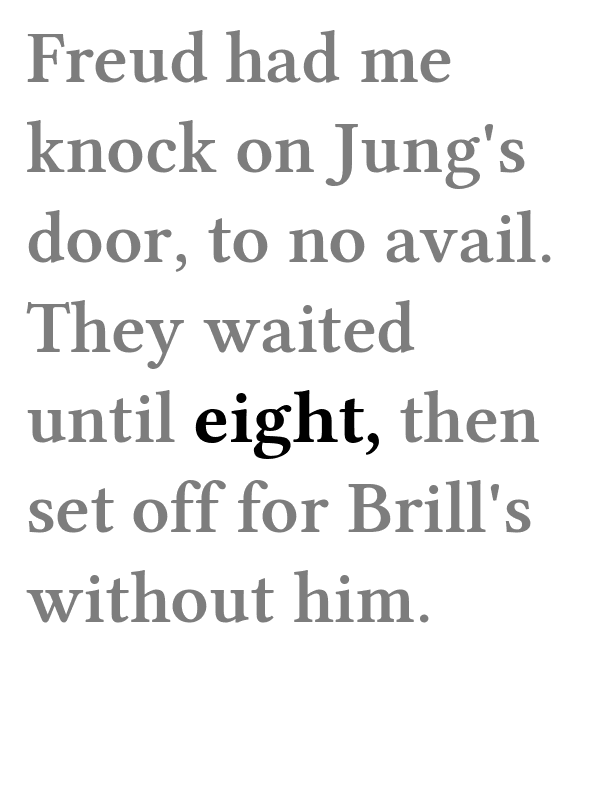 Freud had me
knock on Jung's
door, to no avail.
They waited
until eight, then
set off for Brill's
without him.